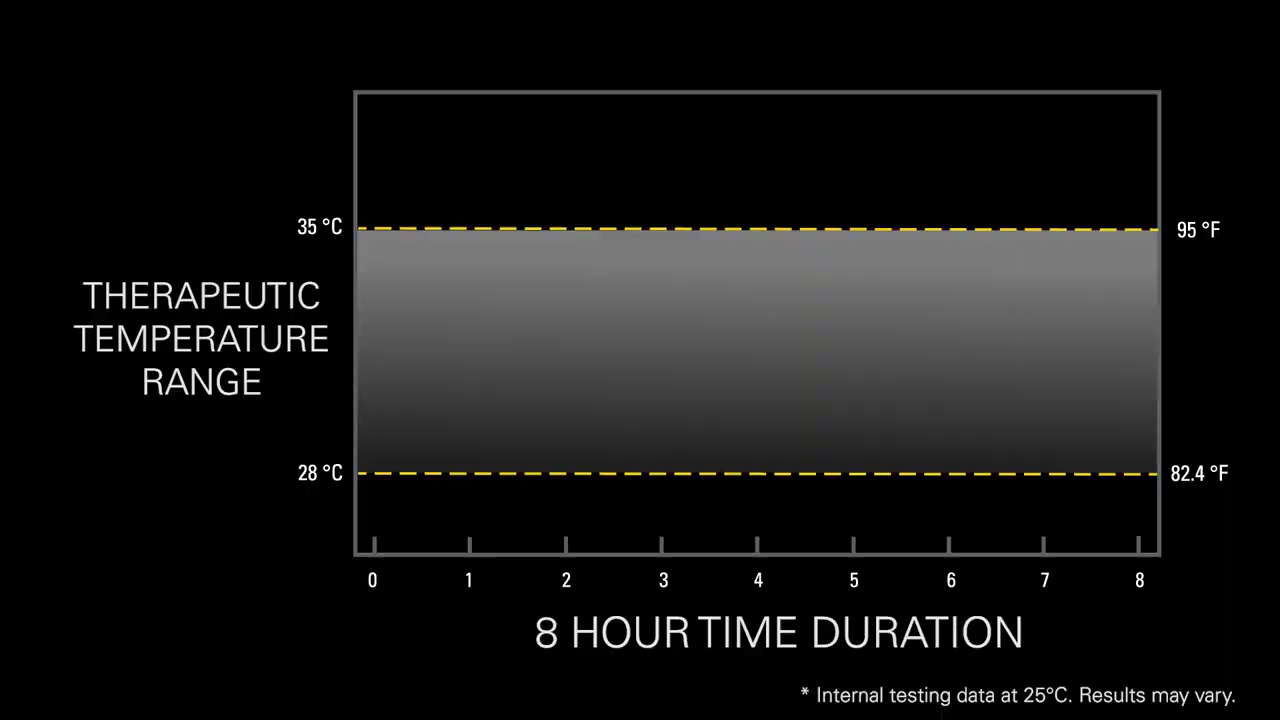 35 °C
95 °F
THERAPEUTIC
TEMPERATURE
RANGE
28 °C
82.4 °F
0 1 2 3 4 5 6 7 8
8 HOUR TIME DURATION
* Internal testing data at 25°C. Results may vary.